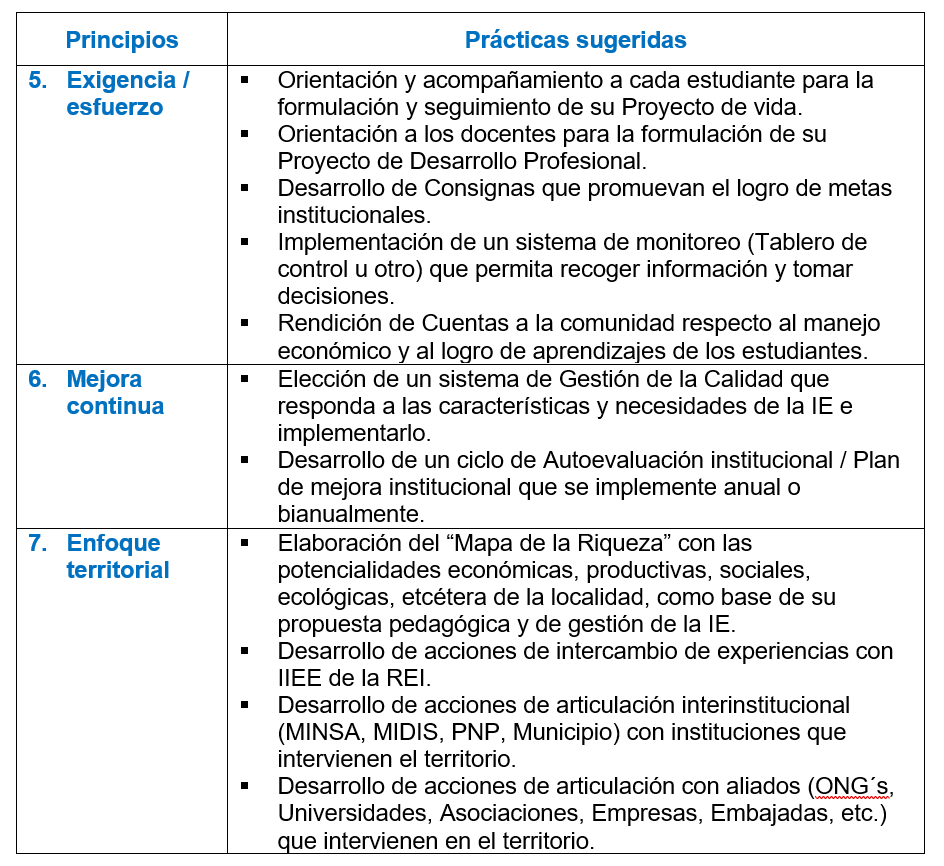 Principios
Prácticas sugeridas
5. Exigencia /
esfuerzo
▪ Orientación y acompañamiento a cada estudiante para la
formulación y seguimiento de su Proyecto de vida.
▪ Orientación a los docentes para la formulación de su
Proyecto de Desarrollo Profesional.
▪ Desarrollo de Consignas que promuevan el logro de metas
institucionales.
▪ Implementación de un sistema de monitoreo (Tablero de
control u otro) que permita recoger información y tomar
decisiones.
▪ Rendición de Cuentas a la comunidad respecto al manejo
económico y al logro de aprendizajes de los estudiantes.
6. Mejora
continua
▪ Elección de un sistema de Gestión de la Calidad que
responda a las características y necesidades de la IE e
implementarlo.
▪ Desarrollo de un ciclo de Autoevaluación institucional / Plan
de mejora institucional que se implemente anual o
bianualmente.
7. Enfoque
territorial
▪ Elaboración del “Mapa de la Riqueza” con las
potencialidades económicas, productivas, sociales,
ecológicas, etcétera de la localidad, como base de su
propuesta pedagógica y de gestión de la IE.
▪ Desarrollo de acciones de intercambio de experiencias con
IIEE de la REI.
▪ Desarrollo de acciones de articulación interinstitucional
(MINSA, MIDIS, PNP, Municipio) con instituciones que
intervienen el territorio.
▪ Desarrollo de acciones de articulación con aliados (ONG´s,
Universidades, Asociaciones, Empresas, Embajadas, etc.)
que intervienen en el territorio.